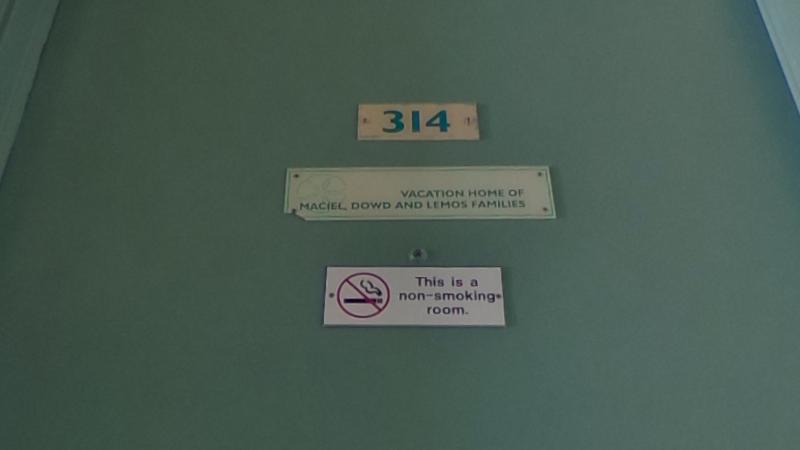 314
VACATION HOME OF
MACIEL, DOWD AND LEMOS FAMILIES
This is a
non-smoking
room.